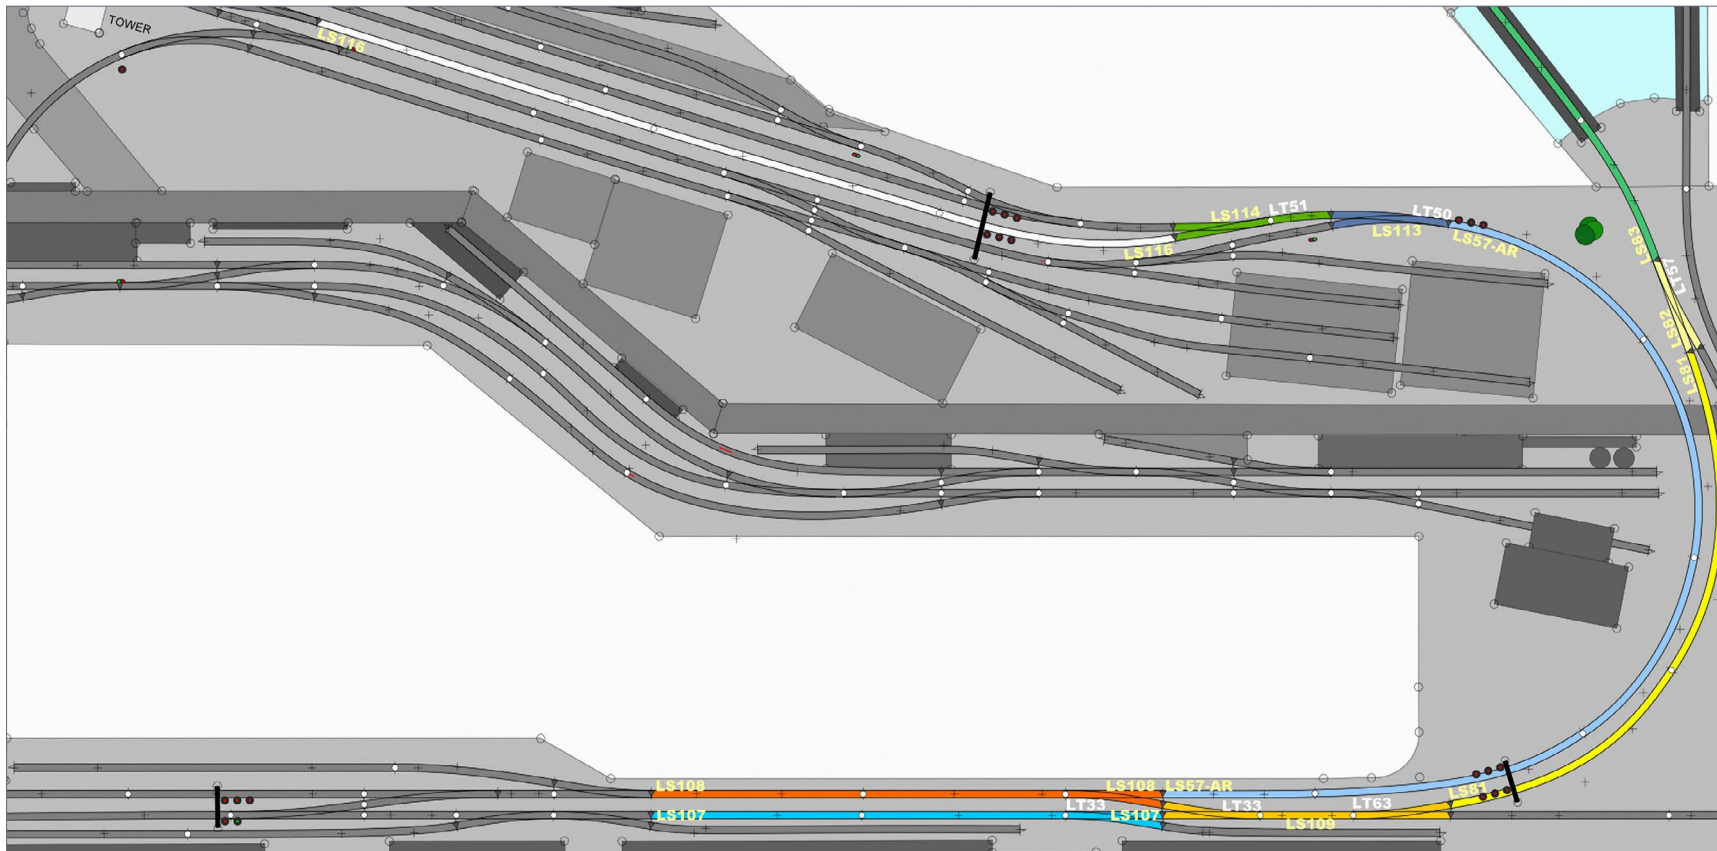 TOWER
LS116
LS114
LT51
LT50
LS113
LS57-AR
LS116
LS83
LT57
LS82
LS81
LS108
LS108
LS57-AR
LS81
LT33
LT33
LT63
LS107
LS107
LS109